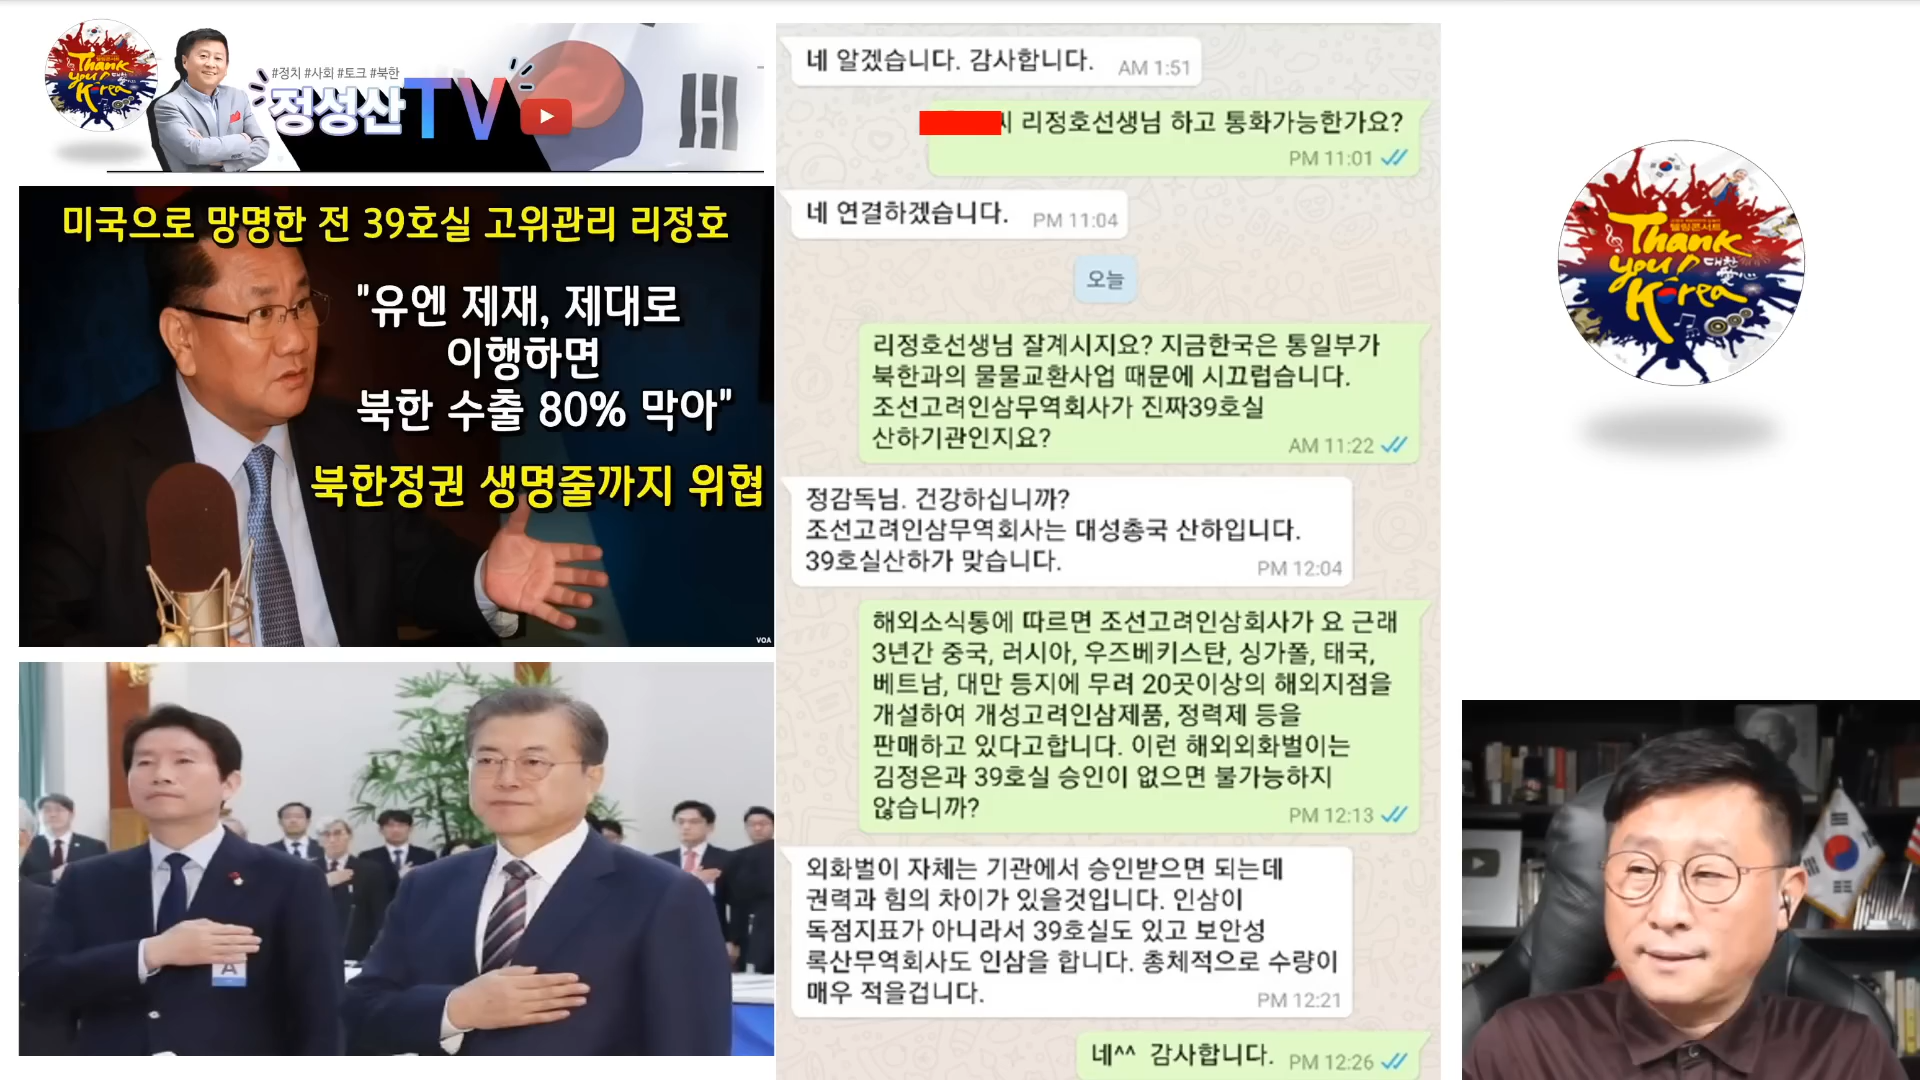 Thank
you
Korea
#정치 #사회 #토크 #북한
정성산TV
미국으로 망명한 전 39호실 고위관리 리정호
"유엔 제재, 제대로
이행하면
북한 수출 80% 막아"
북한정권 생명줄까지 위협
VOA
A
네 알겠습니다. 감사합니다. AM 1:51
씨 리정호선생님 하고 통화가능한가요?
PM 11:01
네 연결하겠습니다. PM 11:04
오늘
리정호선생님 잘계시지요? 지금한국은 통일부가
북한과의 물물교환사업 때문에 시끄럽습니다.
조선고려인삼무역회사가 진짜39호실
산하기관인지요? AM 11:22
정감독님. 건강하십니까?
조선고려인삼무역회사는 대성총국 산하입니다.
39호실산하가 맞습니다. PM 12:04
해외소식통에 따르면 조선고려인삼회사가 요 근래
3년간 중국, 러시아, 우즈베키스탄, 싱가폴, 태국,
베트남, 대만 등지에 무려 20곳이상의 해외지점을
개설하여 개성고려인삼제품, 정력제 등을
판매하고 있다고합니다. 이런 해외외화벌이는
김정은과 39호실 승인이 없으면 불가능하지
않습니까? PM 12:13
외화벌이 자체는 기관에서 승인받으면 되는데
권력과 힘의 차이가 있을것입니다. 인삼이
독점지표가 아니라서 39호실도 있고 보안성
록산무역회사도 인삼을 합니다. 총체적으로 수량이
매우 적을겁니다. PM 12:21
네^^ 감사합니다. PM 12:26
텔링콘서트
Thank
you
Korea